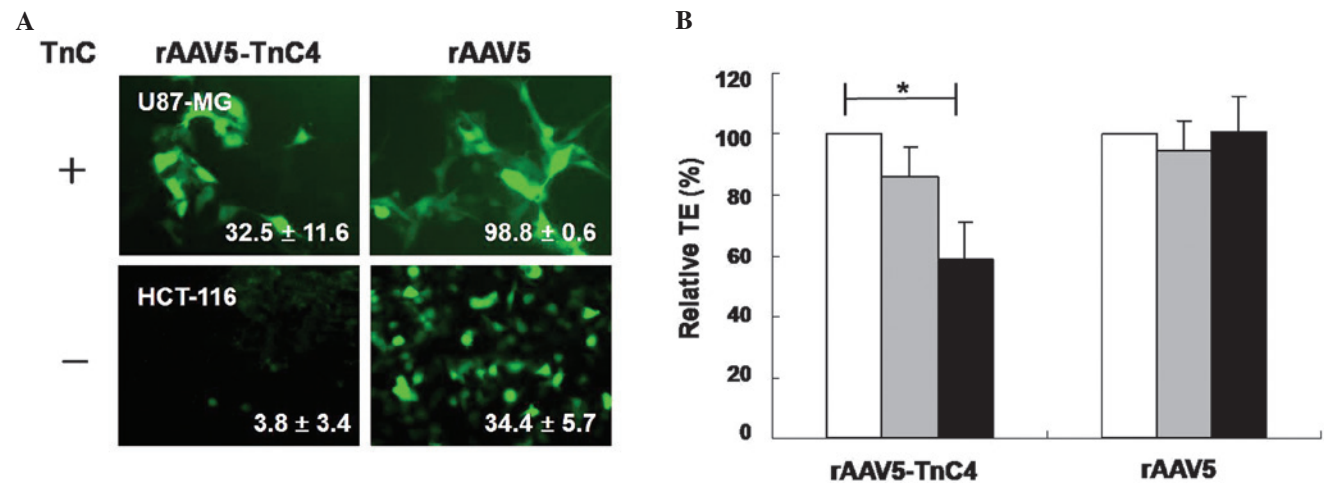 A
TnC rAAV5-TnC4 rAAV5
+ U87-MG
32.5 ± 11.6 98.8 ± 0.6
− HCT-116
3.8 ± 3.4 34.4 ± 5.7
B
Relative TE (%)
120
100
80
60
40
20
0
*
rAAV5-TnC4 rAAV5